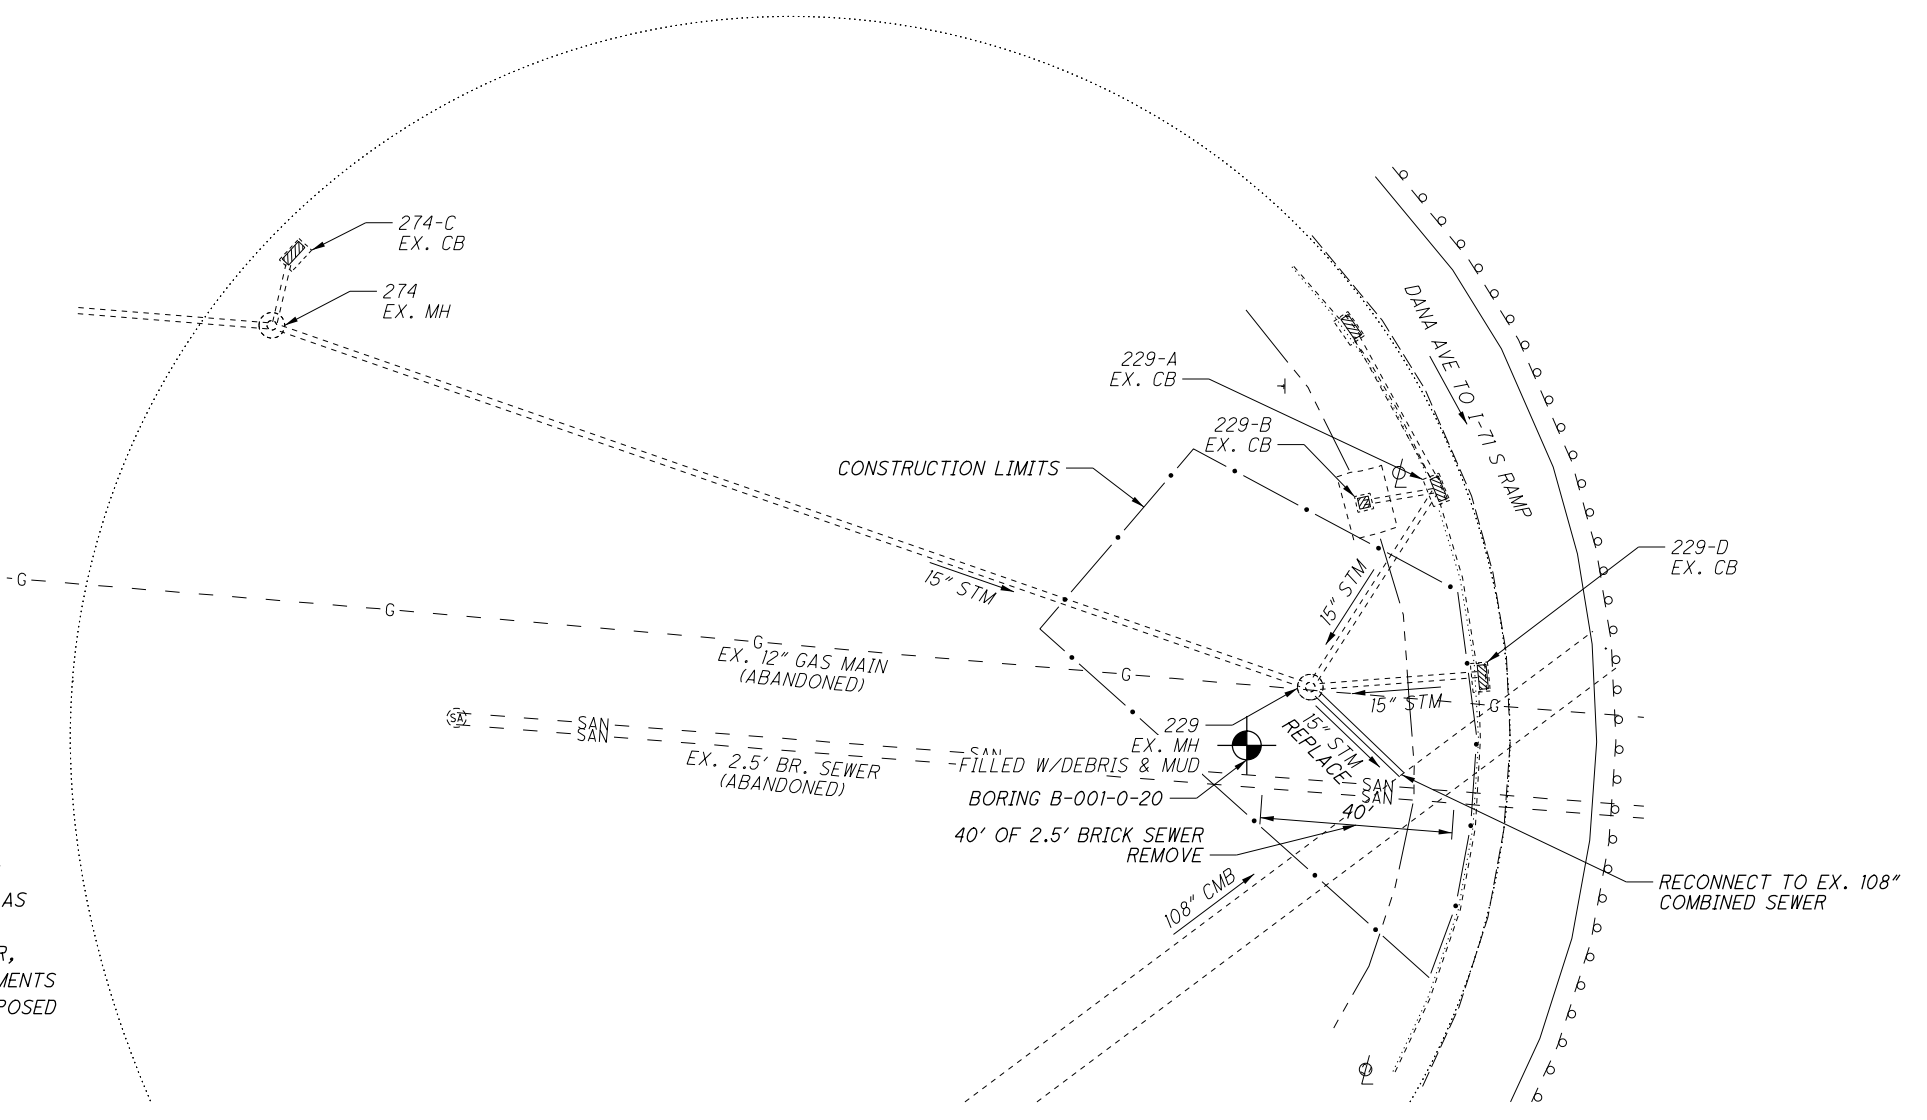 274-C
EX. CB
274
EX. MH
DANA AVE TO I-71 S RAMP
229-A
EX. CB
229-B
EX. CB
CONSTRUCTION LIMITS
229-D
EX. CB
15" STM
15" STM
G
G
G
G
G
EX. 12" GAS MAIN
(ABANDONED)
15" STM
SA
SAN
SAN
SAN
EX. 2.5' BR. SEWER
(ABANDONED)
229
EX. MH
FILLED W/DEBRIS & MUD
15" STM
REPLACE
BORING B-001-0-20
SAN
SAN
40'
40' OF 2.5' BRICK SEWER
REMOVE
108" CMB
RECONNECT TO EX. 108"
COMBINED SEWER
AS
R,
MENTS
POSED